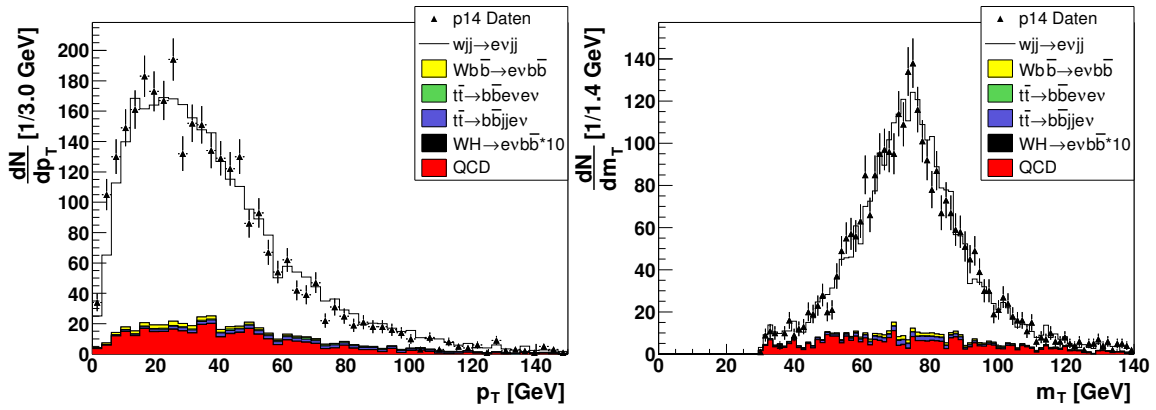 p14 Daten
wjj→eνjj
Wbb̅→eνbb̅
tt̅→bb̅eνeν
tt̅→bb̅jjeν
WH→eνbb̅*10
QCD
dN/dp_T [1/3.0 GeV]
200
180
160
140
120
100
80
60
40
20
0
0 20 40 60 80 100 120 140
p_T [GeV]
p14 Daten
wjj→eνjj
Wbb̅→eνbb̅
tt̅→bb̅eνeν
tt̅→bb̅jjeν
WH→eνbb̅*10
QCD
dN/dm_T [1/1.4 GeV]
140
120
100
80
60
40
20
0
0 20 40 60 80 100 120 140
m_T [GeV]